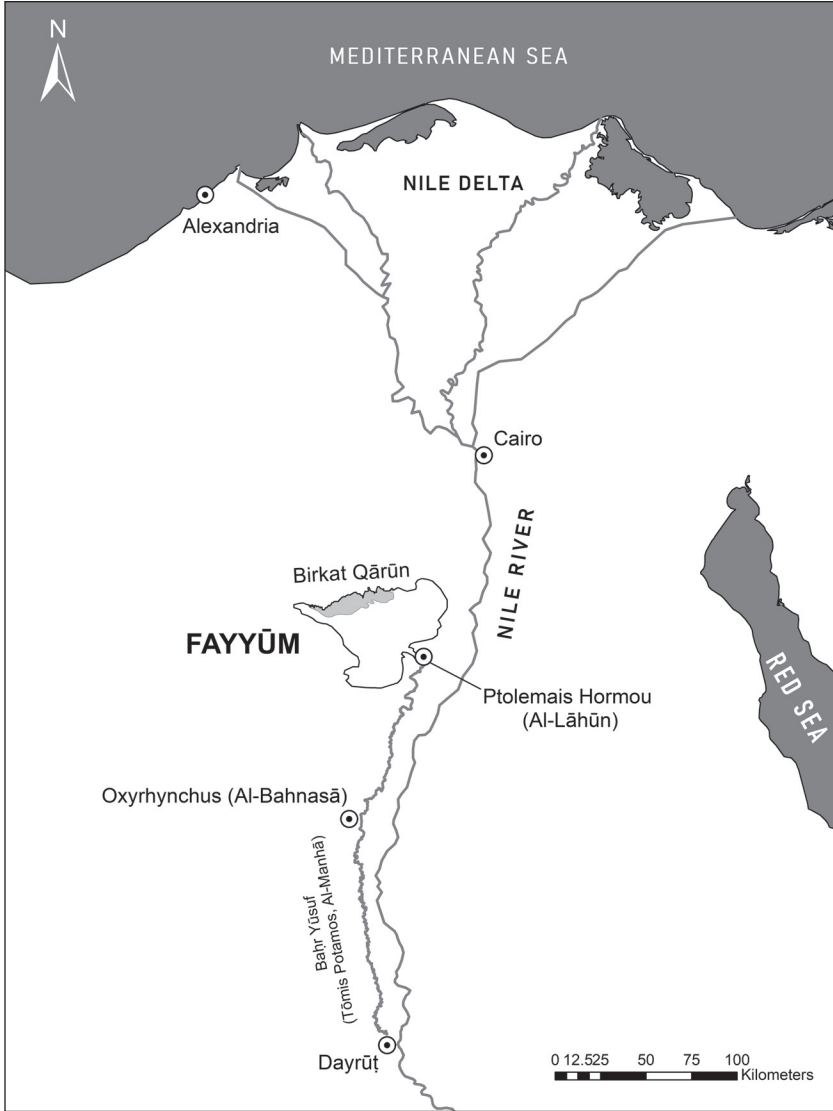 N
MEDITERRANEAN SEA
NILE DELTA
Alexandria
Cairo
NILE RIVER
Birkat Qārūn
FAYYŪM
Ptolemais Hormou
(Al-Lāhūn)
RED SEA
Oxyrhynchus (Al-Bahnasā)
Baḥr Yūsuf
(Tōmis Potamos, Al-Manhā)
Dayrūṭ
0 12.525 50 75 100
Kilometers